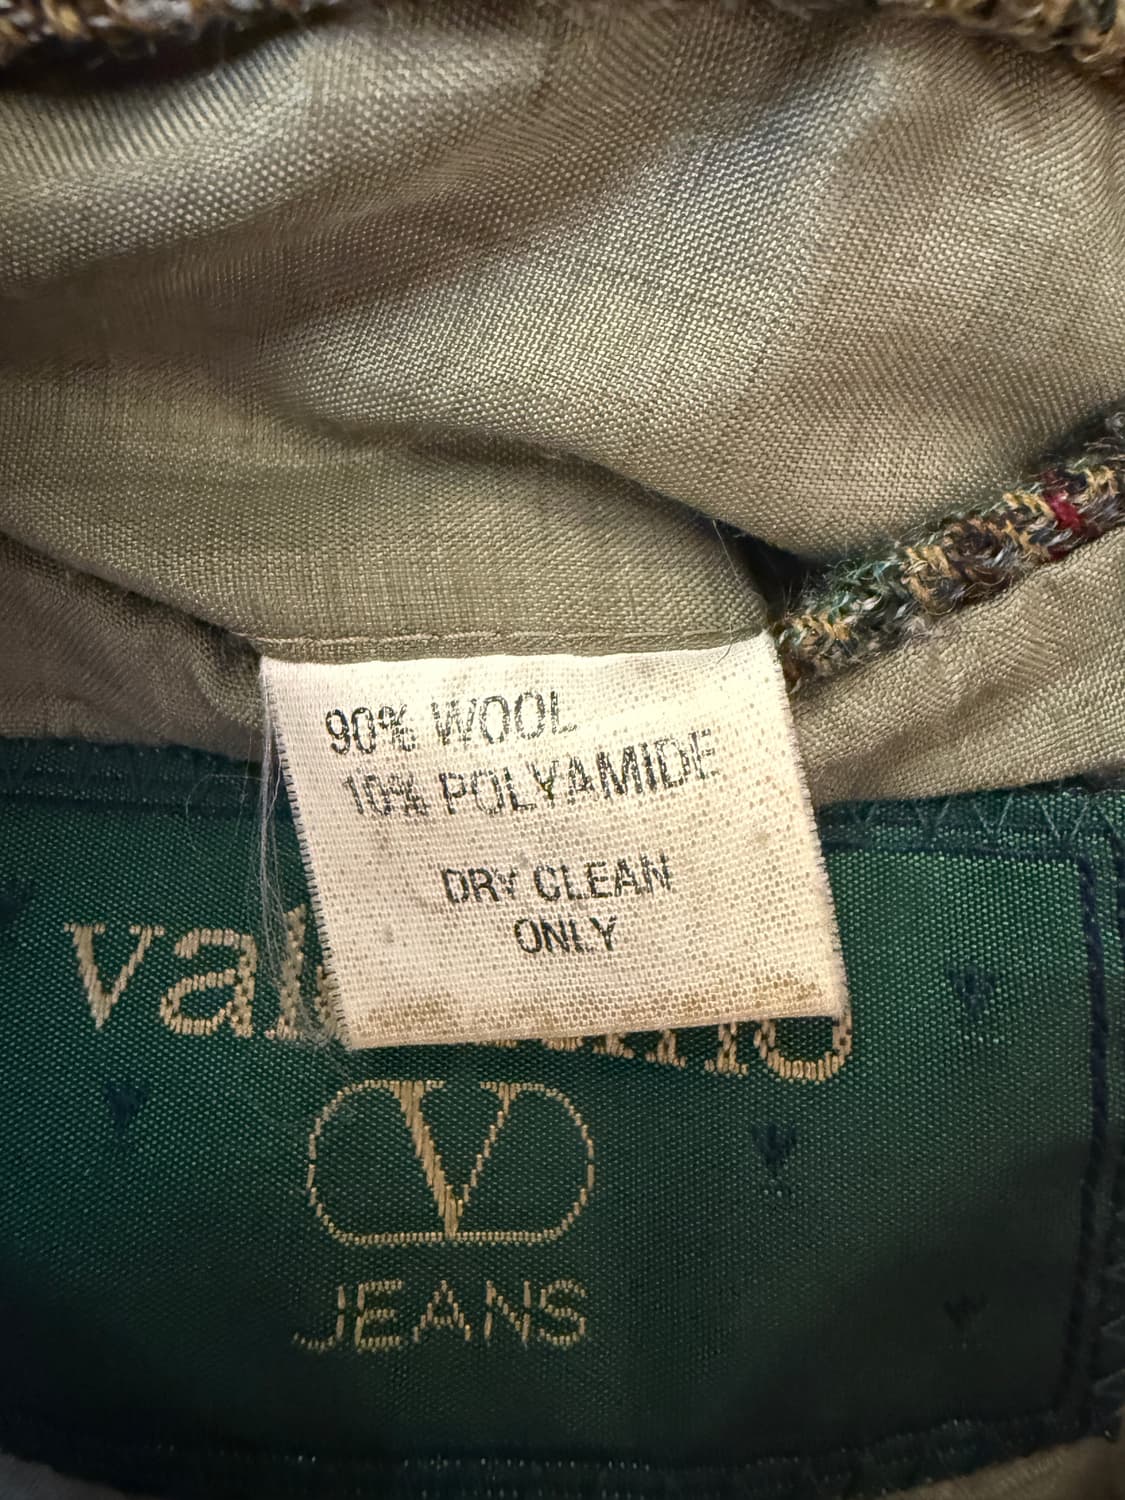 90% WOOL
10% POLYAMIDE
DRY CLEAN
ONLY
V
JEANS